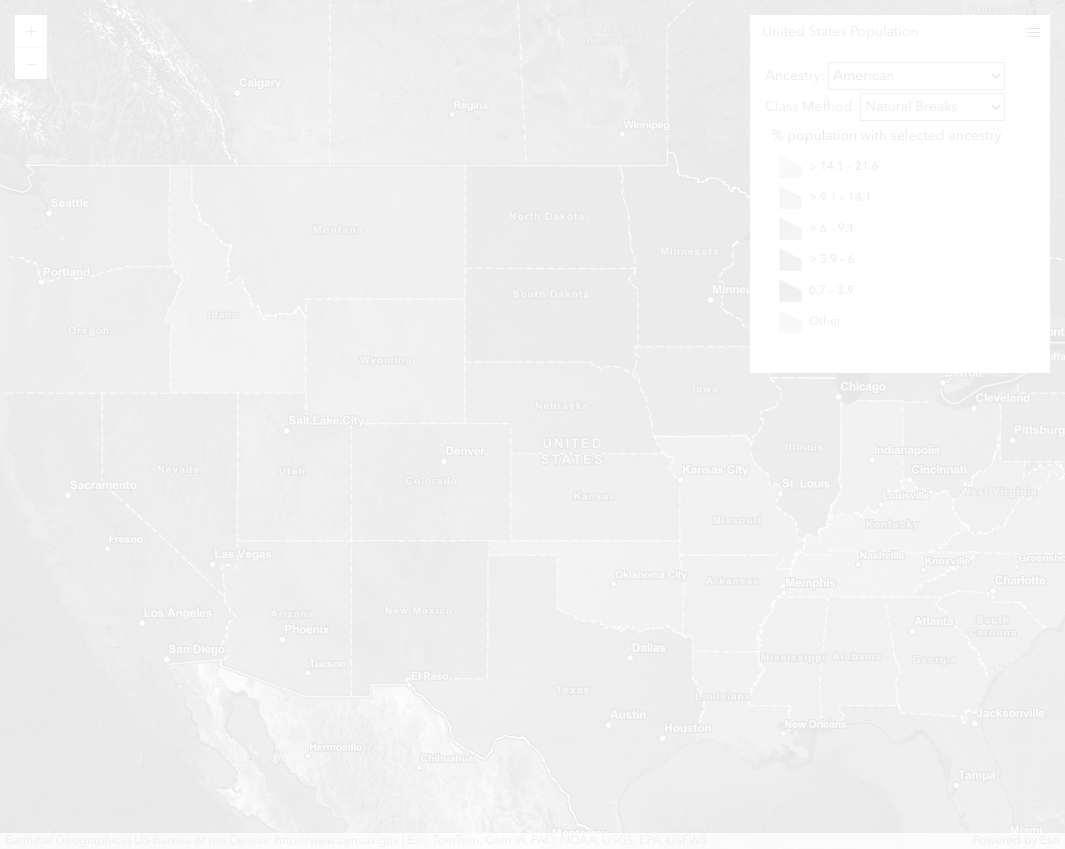 +
−
United States Population
Ancestry: American
Class Method: Natural Breaks
% population with selected ancestry
> 14.1 - 21.6
> 9.1 - 14.1
> 6 - 9.1
> 3.9 - 6
0.7 - 3.9
Other
Calgary
Regina
Winnipeg
Seattle
North Dakota
Montana
Minnesota
Portland
South Dakota
Minnea
Idaho
Oregon
Wyoming
Detroit
Chicago
Iowa
Cleveland
Nebraska
Salt Lake City
Pittsburg
UNITED
STATES
Illinois
Denver
Indianapolis
Nevada
Utah
Kansas City
Cincinnati
Colorado
Sacramento
St. Louis
Kansas
Louisville
West Virginia
Missouri
Kentucky
Fresno
Las Vegas
Nashville
Knoxville
Greensbo
Oklahoma City
Arkansas
Memphis
Charlotte
Los Angeles
Arizona
New Mexico
Atlanta
South
Carolina
Phoenix
San Diego
Dallas
Mississippi
Alabama
Georgia
Tucson
El Paso
Texas
Louisiana
Austin
Jacksonville
Houston
New Orleans
Hermosillo
Chihuahua
Tampa
Monterrey
Miami
Earthstar Geographics | US Bureau of the Census: http://www.census.gov | Esri, TomTom, Garmin, FAO, NOAA, USGS, EPA, USFWS
Powered by Esri